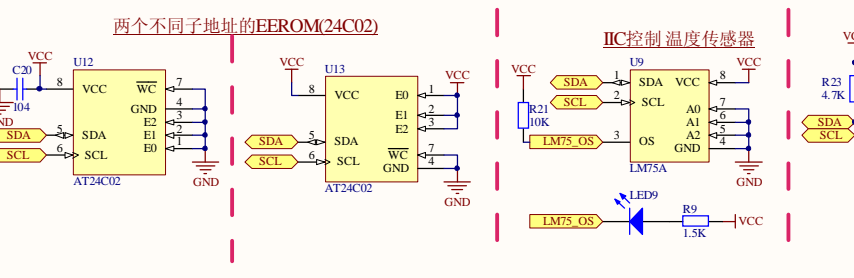 两个不同子地址的EEROM(24C02)
U12
VCC
C20
104
ND
8
VCC
WC
7
GND
4
E2
3
SDA
5
SDA
E1
2
SCL
6
SCL
E0
1
AT24C02
GND
U13
VCC
8
VCC
E0
1
VCC
E1
2
E2
3
SDA
5
SDA
SCL
6
SCL
WC
7
GND
4
AT24C02
GND
IIC控制 温度传感器
U9
VCC
R21
10K
SDA
1
SDA
VCC
8
VCC
SCL
2
SCL
A0
7
A1
6
A2
5
LM75_OS
3
OS
GND
4
LM75A
GND
LED9
LM75_OS
R9
1.5K
VCC
R23
4.7K
SDA
SCL